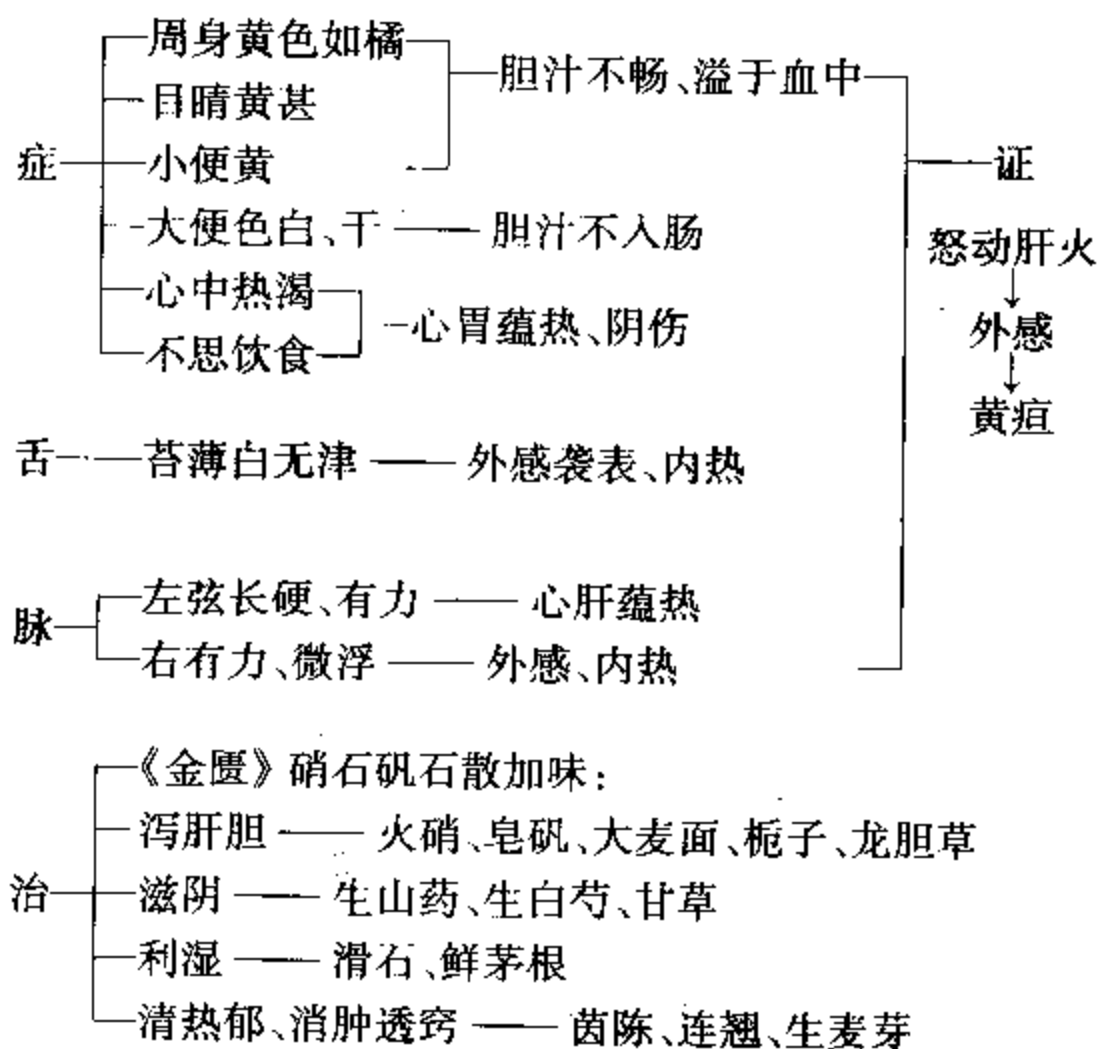 周身黄色如橘
胆汁不畅、溢于血中
目睛黄甚
症
小便黄
证
大便色白、干
胆汁不入肠
怒动肝火
心中热渴
心胃蕴热、阴伤
外感
不思饮食
黄疸
舌
苔薄白无津
外感袭表、内热
左弦长硬、有力
心肝蕴热
脉
右有力、微浮
外感、内热
《金匮》硝石矾石散加味：
泻肝胆
火硝、皂矾、大麦面、栀子、龙胆草
治
滋阴
生山药、生白芍、甘草
利湿
滑石、鲜茅根
清热郁、消肿透窍
茵陈、连翘、生麦芽